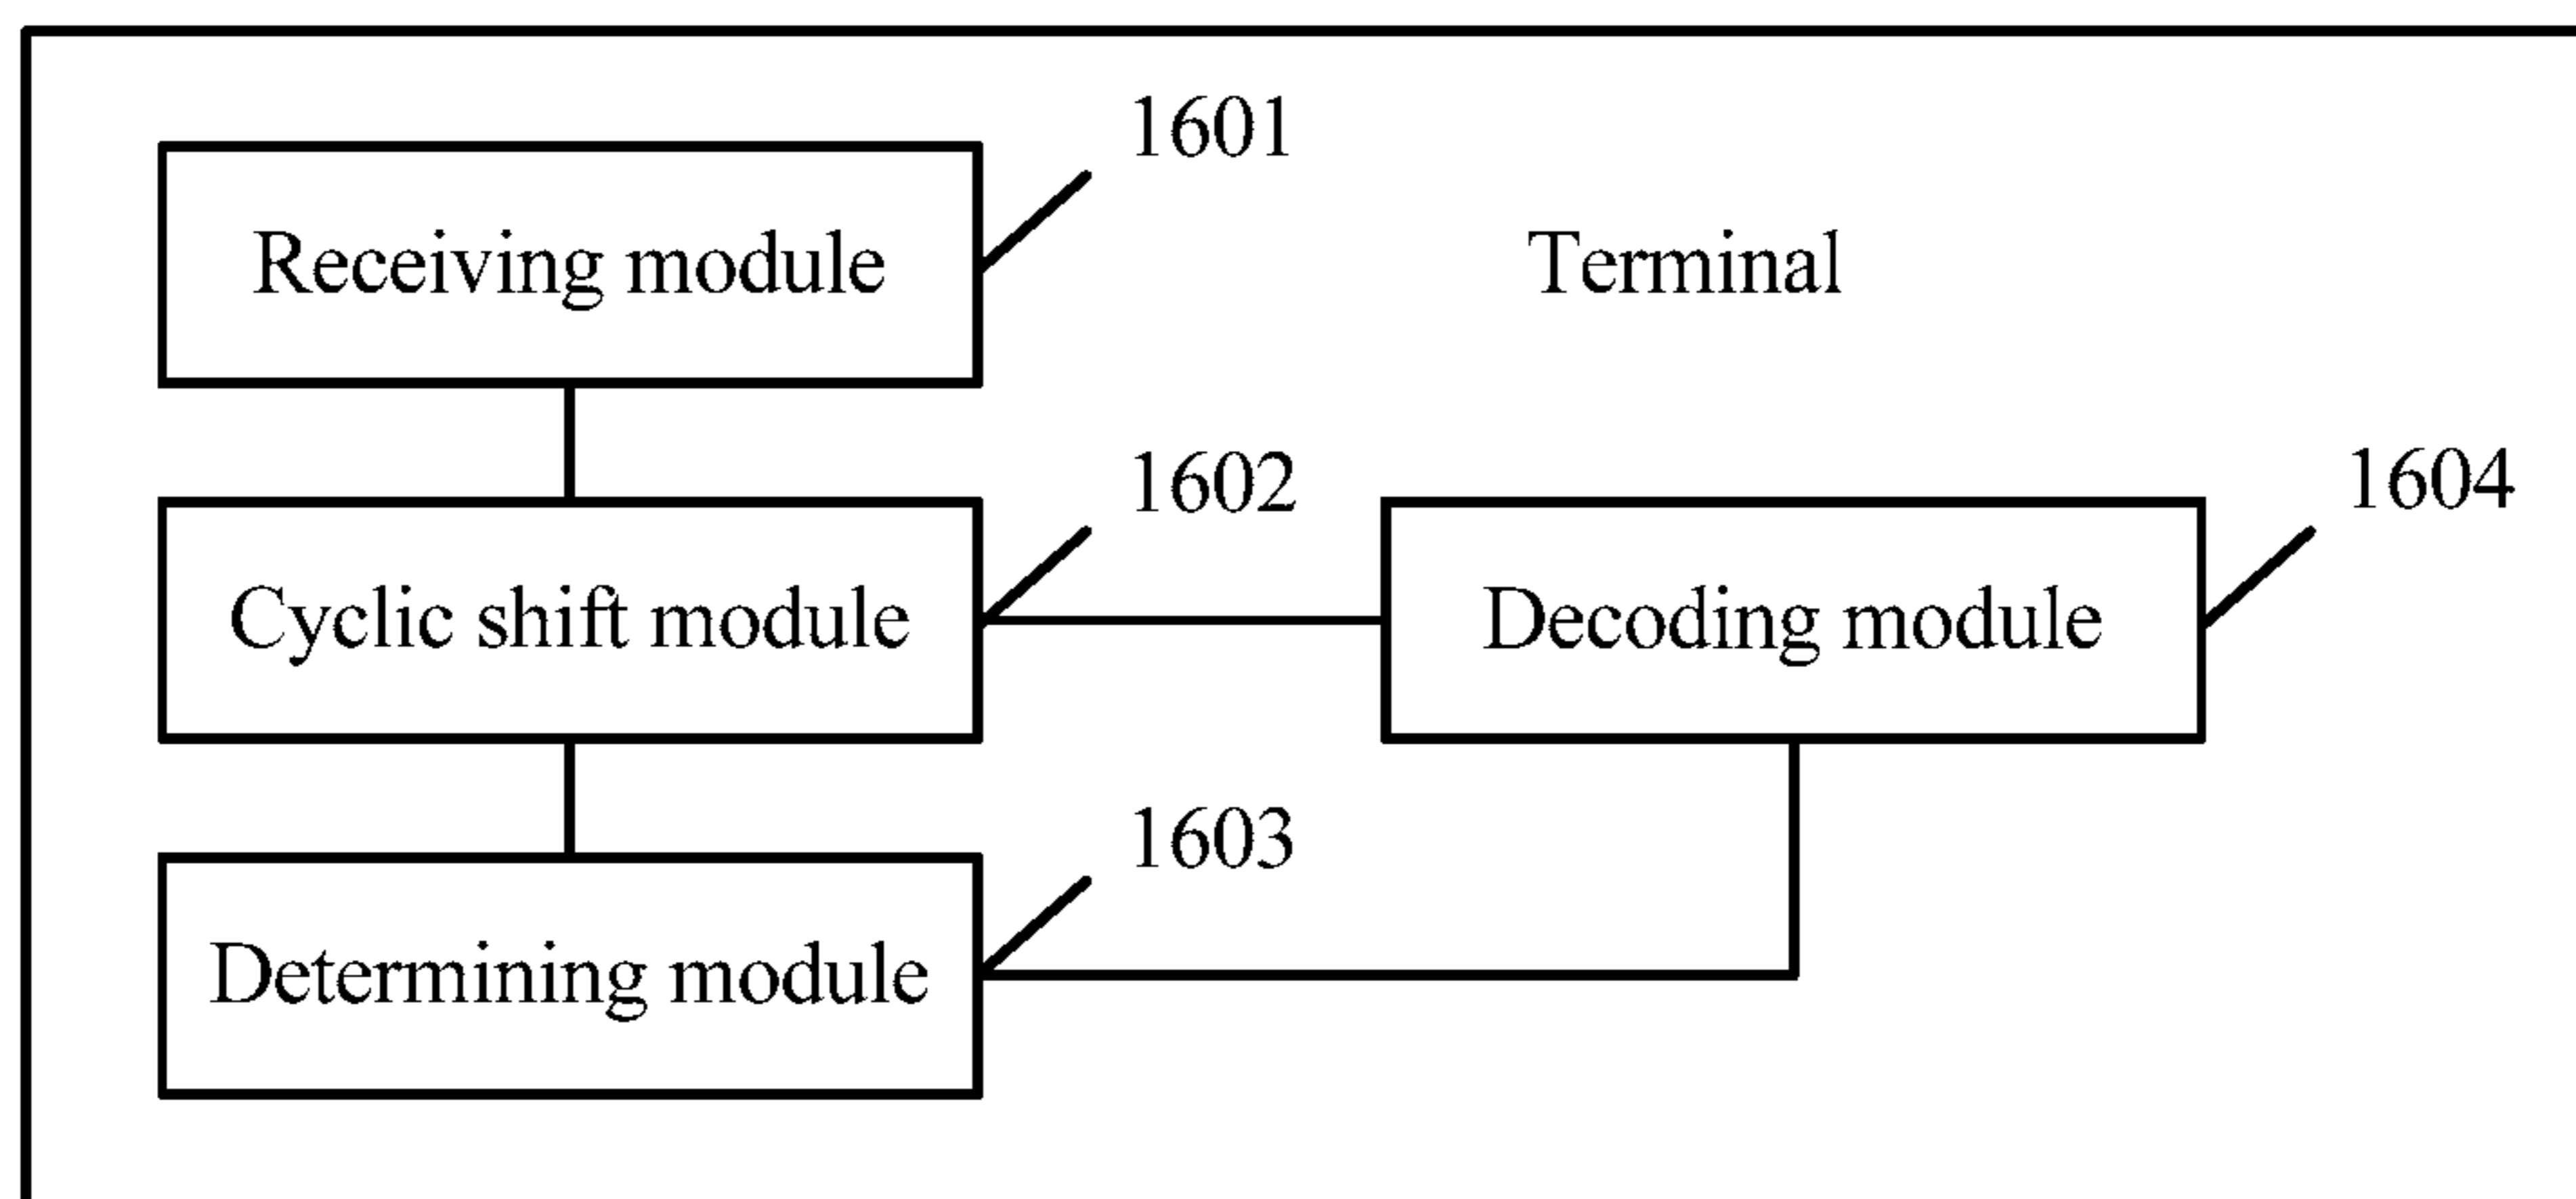 1601
Receiving module
Terminal
1602
1604
Cyclic shift module
Decoding module
1603
Determining module